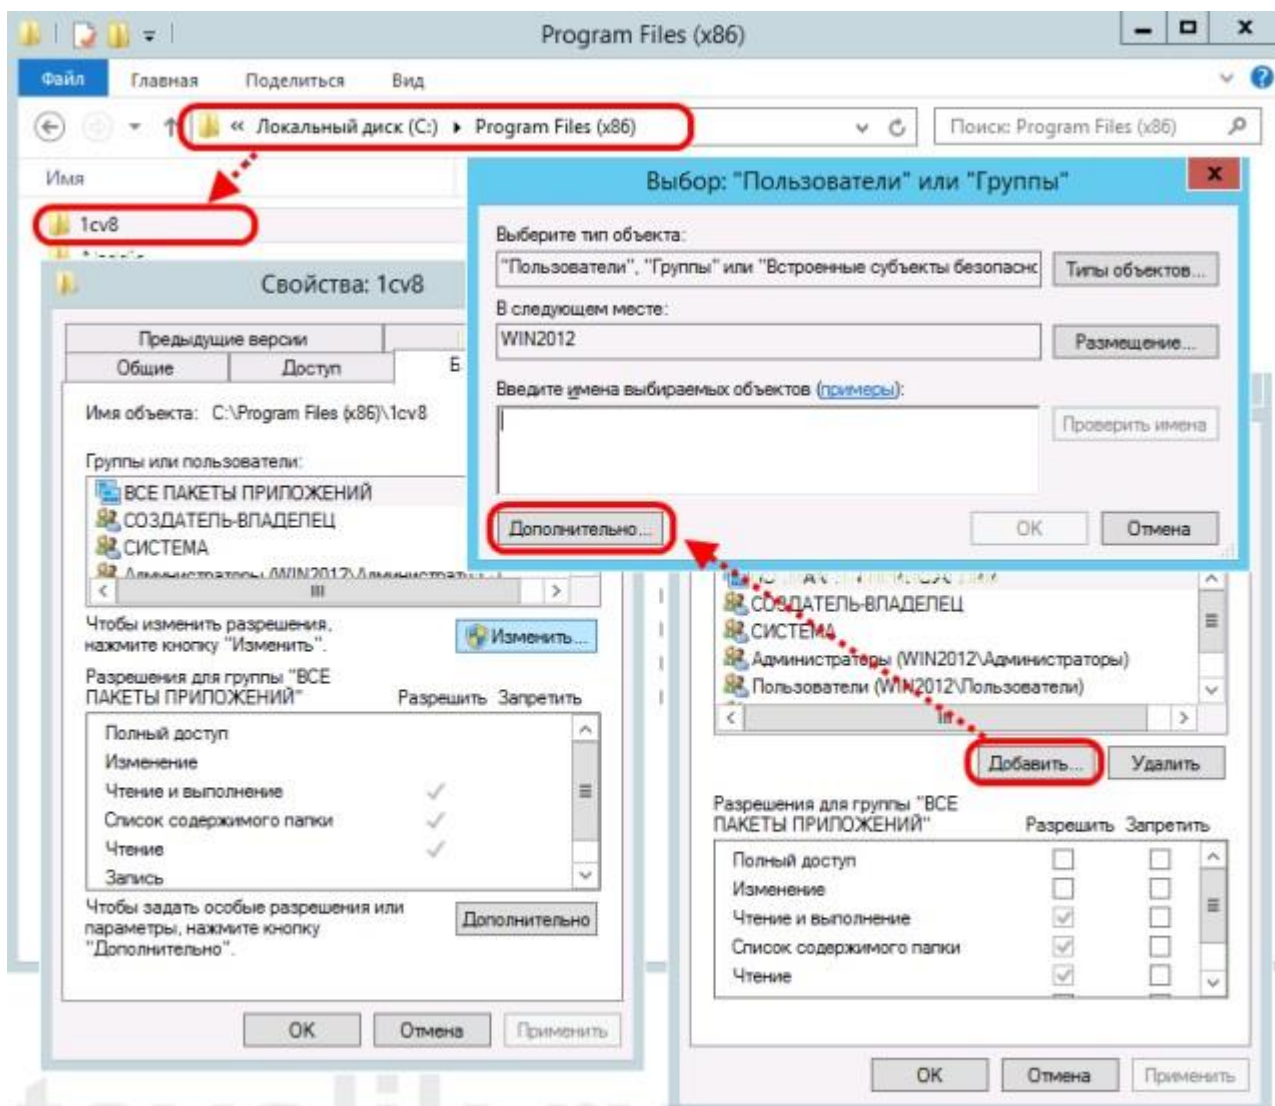 Program Files (x86)
Файл Главная Поделиться Вид
« Локальный диск (C:) Program Files (x86)
Поиск: Program Files (x86)
Имя
1cv8
Свойства: 1cv8
Предыдущие версии
Общие Доступ Б
Имя объекта: C:\Program Files (x86)\1cv8
Группы или пользователи:
ВСЕ ПАКЕТЫ ПРИЛОЖЕНИЙ
СОЗДАТЕЛЬ-ВЛАДЕЛЕЦ
СИСТЕМА
Администраторы (WIN2012\Администраторы)
Чтобы изменить разрешения,
нажмите кнопку "Изменить".
Изменить...
Разрешения для группы "ВСЕ
ПАКЕТЫ ПРИЛОЖЕНИЙ" Разрешить Запретить
Полный доступ
Изменение
Чтение и выполнение
Список содержимого папки
Чтение
Запись
Чтобы задать особые разрешения или
параметры, нажмите кнопку
"Дополнительно".
Дополнительно
OK Отмена Применить
Выбор: "Пользователи" или "Группы"
Выберите тип объекта:
"Пользователи", "Группы" или "Встроенные субъекты безопаснс
Типы объектов...
В следующем месте:
WIN2012
Размещение...
Введите имена выбираемых объектов (примеры):
Проверить имена
Дополнительно...
OK Отмена
СОЗДАТЕЛЬ-ВЛАДЕЛЕЦ
СИСТЕМА
Администраторы (WIN2012\Администраторы)
Пользователи (WIN2012\Пользователи)
Добавить... Удалить
Разрешения для группы "ВСЕ
ПАКЕТЫ ПРИЛОЖЕНИЙ" Разрешить Запретить
Полный доступ
Изменение
Чтение и выполнение
Список содержимого папки
Чтение
OK Отмена Применить